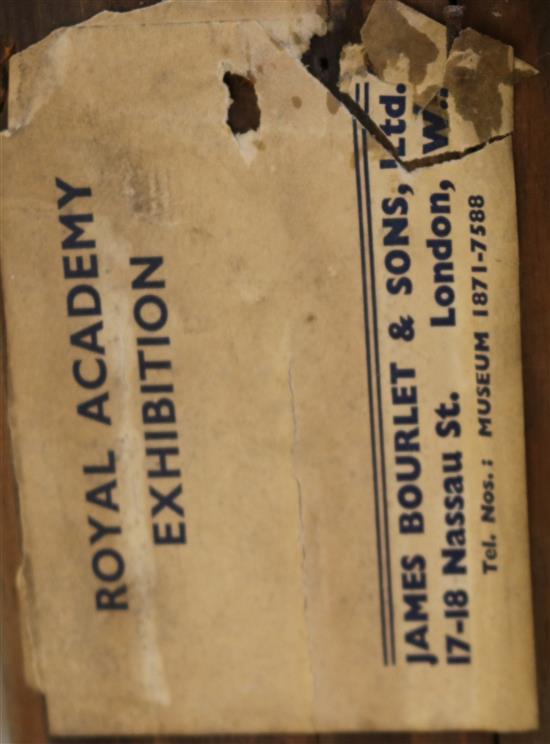 ROYAL ACADEMY
EXHIBITION
JAMES BOURLET & SONS, Ltd.
17-18 Nassau St. London, W.
Tel. Nos.: MUSEUM 1871-7588